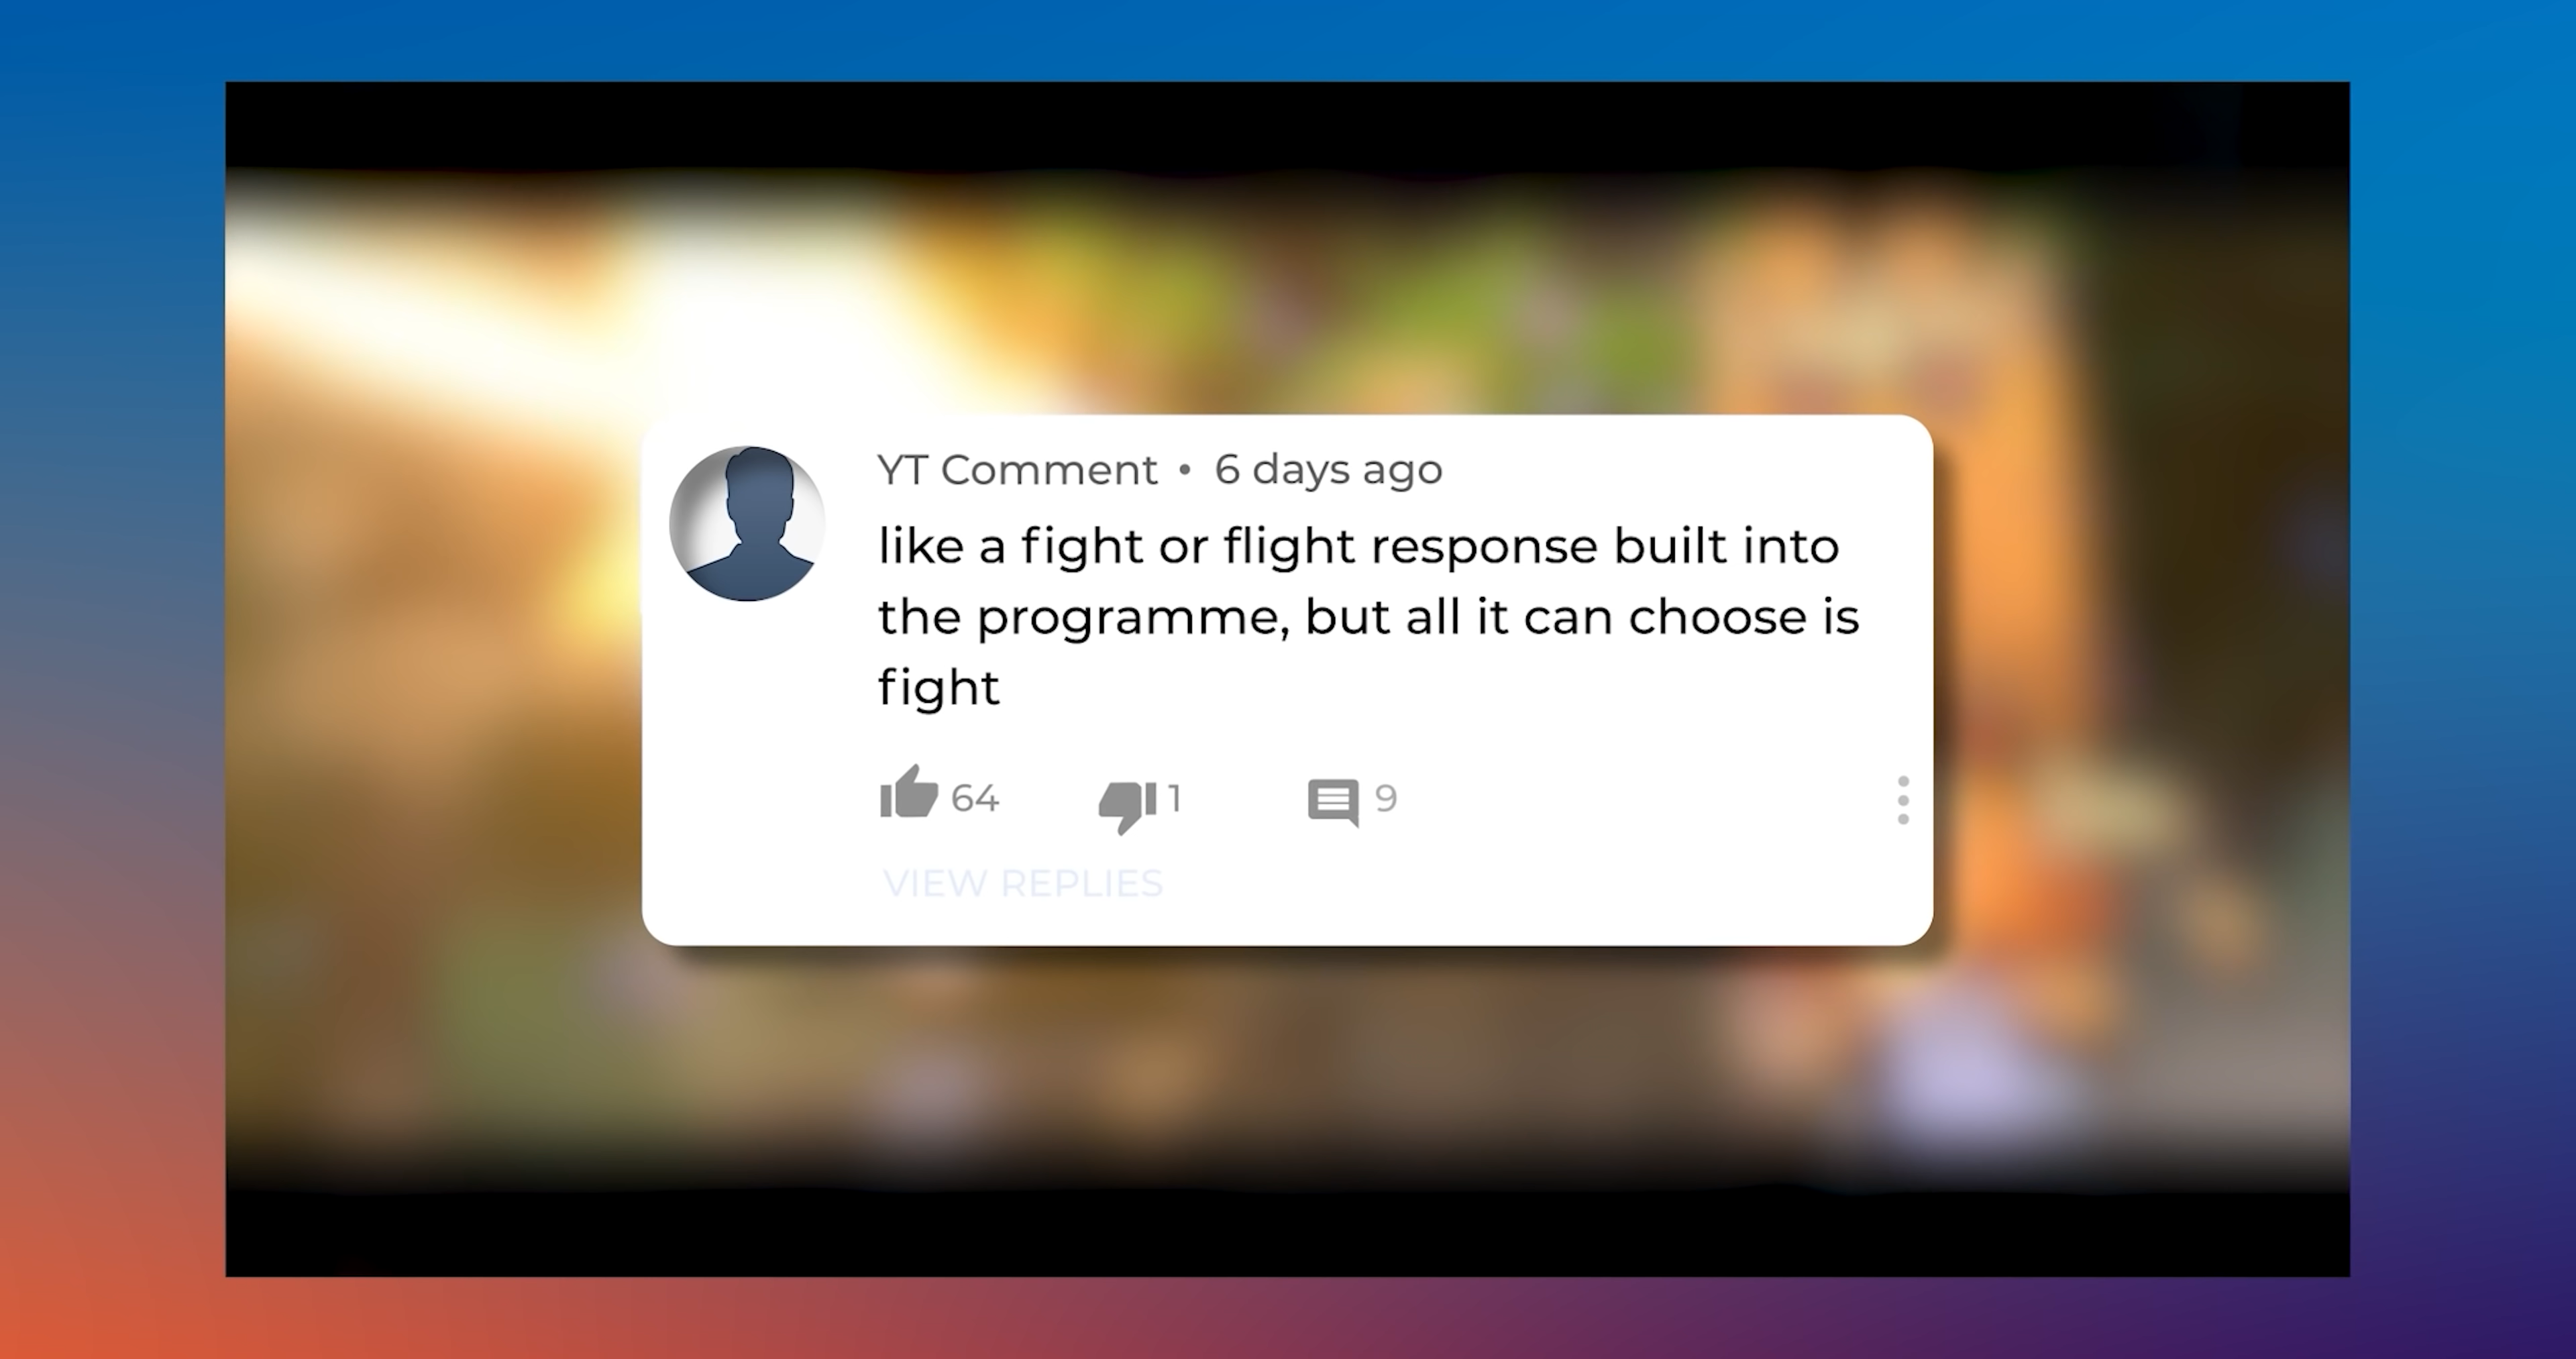 YT Comment • 6 days ago
like a fight or flight response built into
the programme, but all it can choose is
fight
64 1 9
VIEW REPLIES